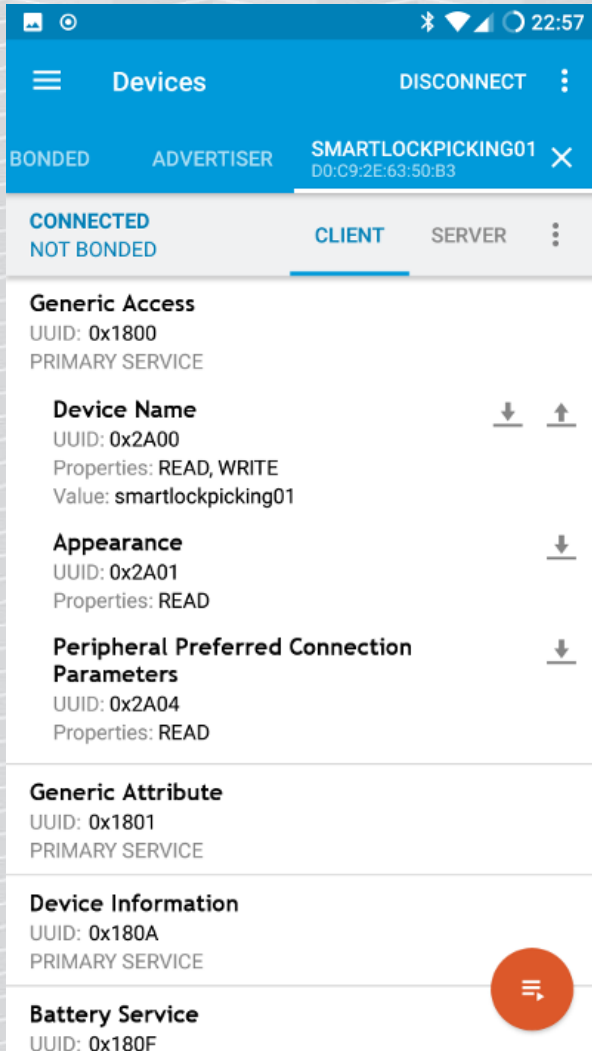 22:57
Devices
DISCONNECT
BONDED
ADVERTISER
SMARTLOCKPICKING01
D0:C9:2E:63:50:B3
CONNECTED
NOT BONDED
CLIENT
SERVER
Generic Access
UUID: 0x1800
PRIMARY SERVICE
Device Name
UUID: 0x2A00
Properties: READ, WRITE
Value: smartlockpicking01
Appearance
UUID: 0x2A01
Properties: READ
Peripheral Preferred Connection
Parameters
UUID: 0x2A04
Properties: READ
Generic Attribute
UUID: 0x1801
PRIMARY SERVICE
Device Information
UUID: 0x180A
PRIMARY SERVICE
Battery Service
UUID: 0x180F